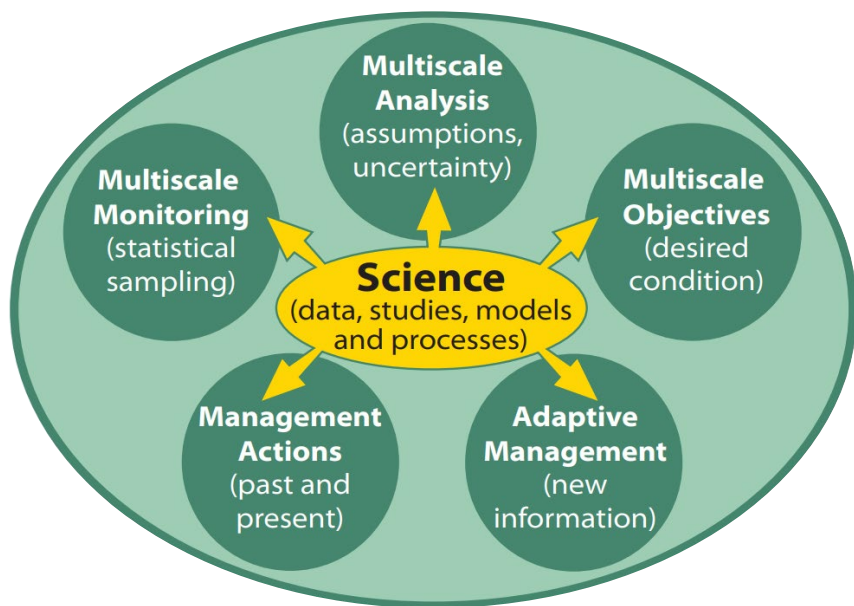 Multiscale
Analysis
(assumptions,
uncertainty)
Multiscale
Monitoring
(statistical
sampling)
Multiscale
Objectives
(desired
condition)
Science
(data, studies, models
and processes)
Management
Actions
(past and
present)
Adaptive
Management
(new
information)